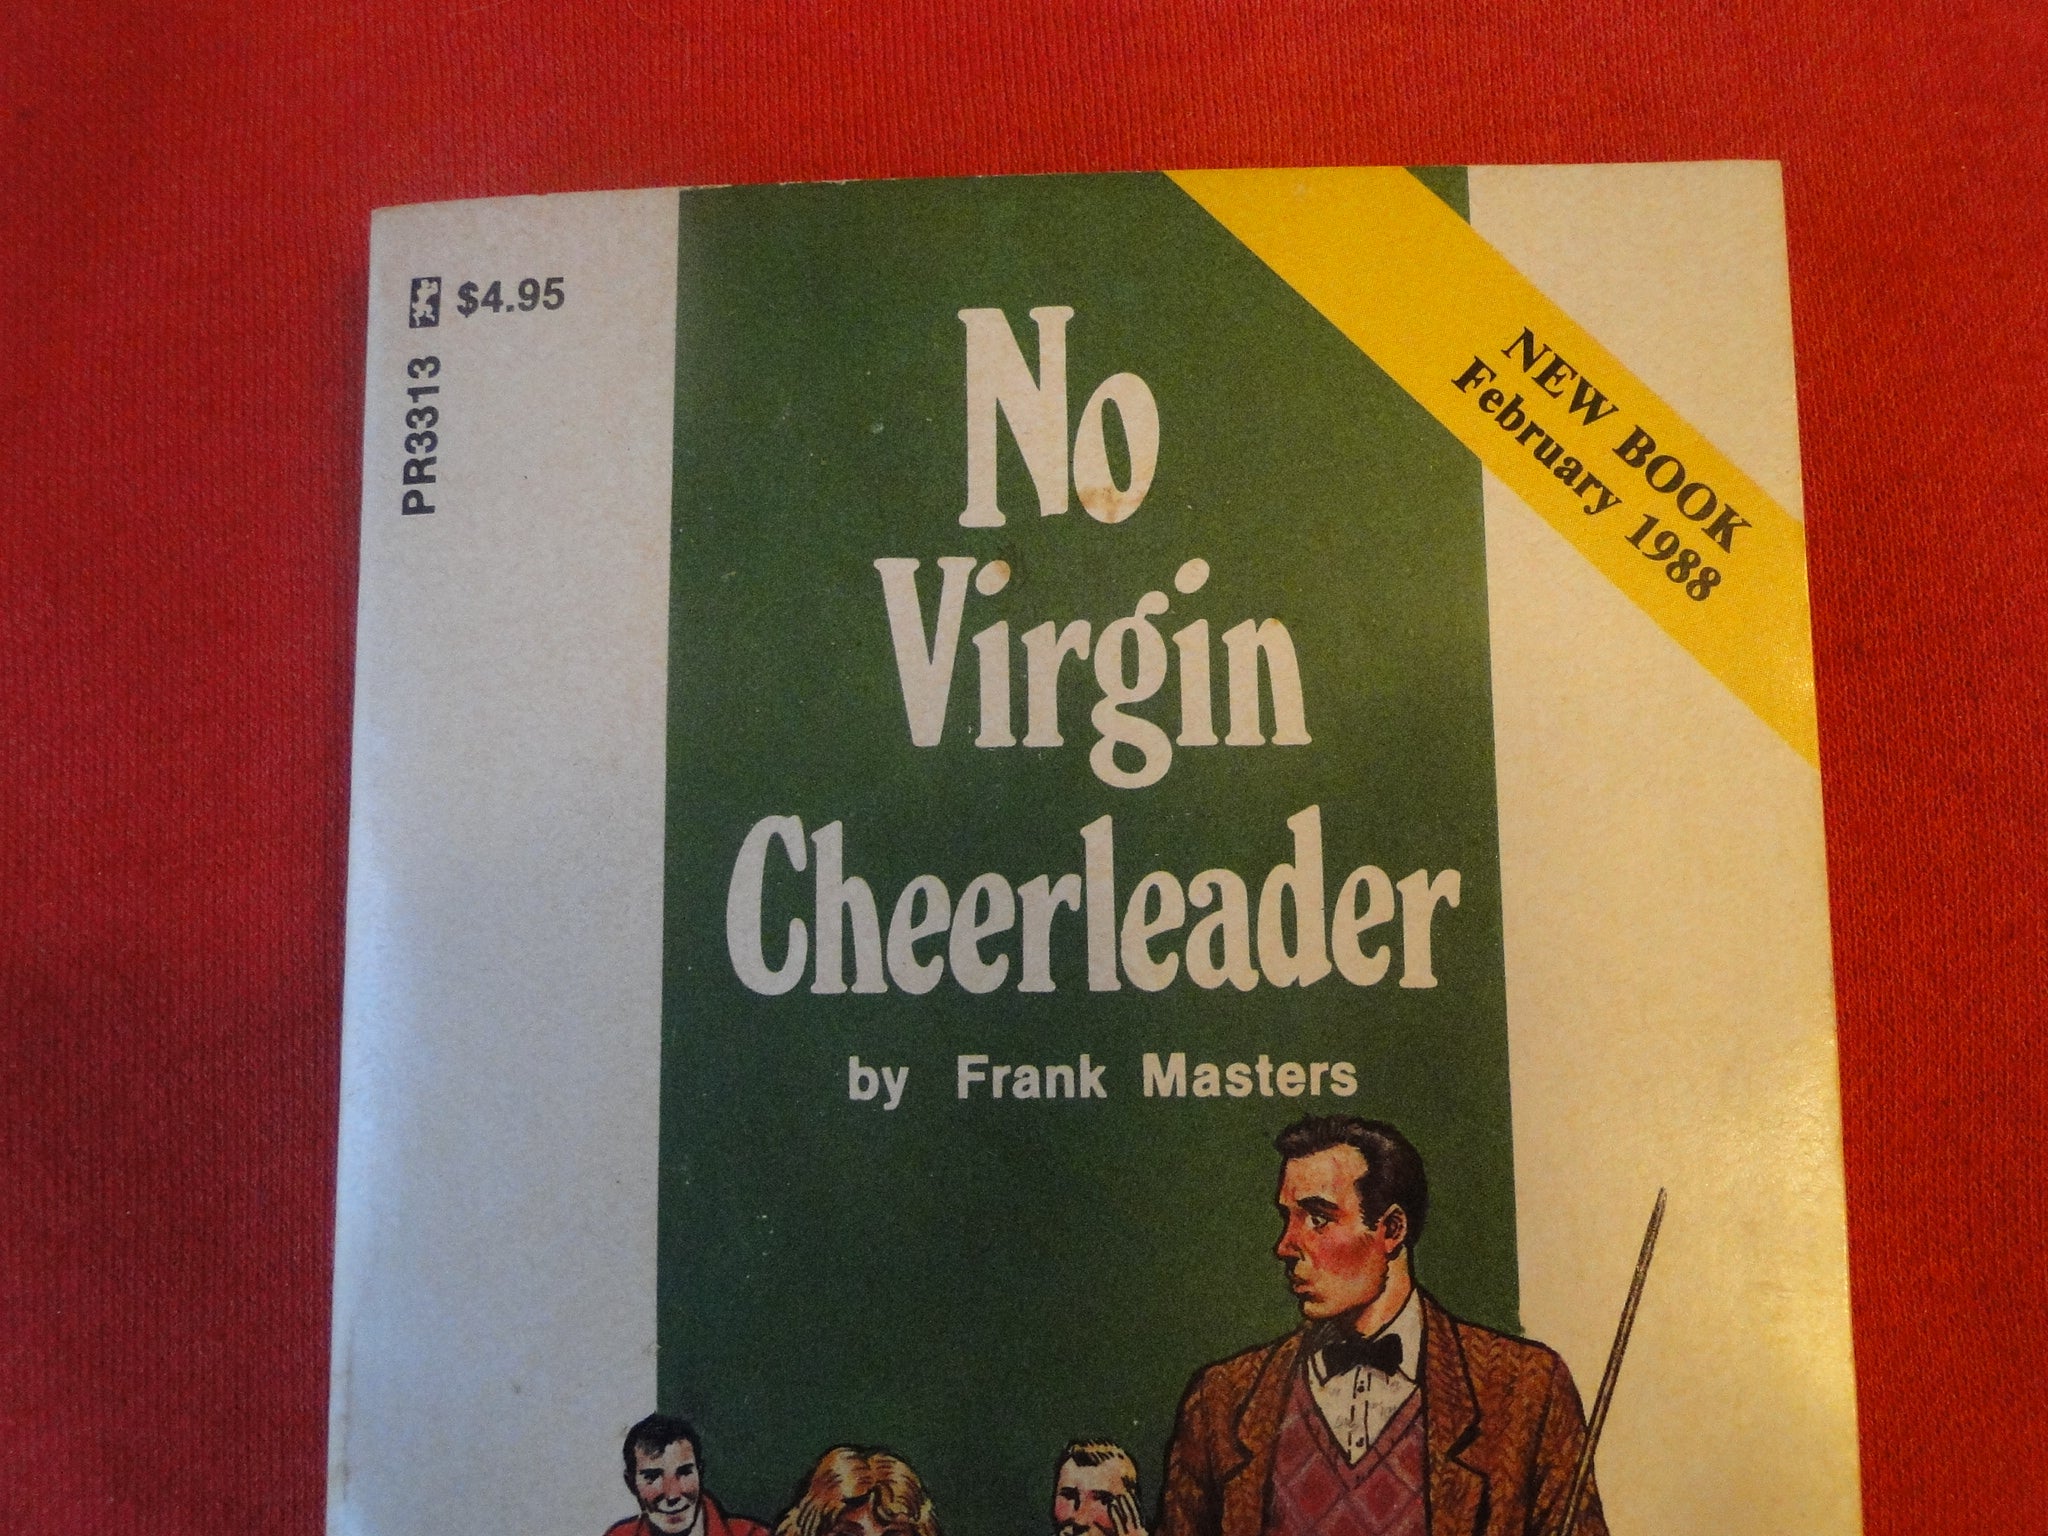 $4.95
PR3313
NEW BOOK
February 1988
No
Virgin
Cheerleader
by Frank Masters